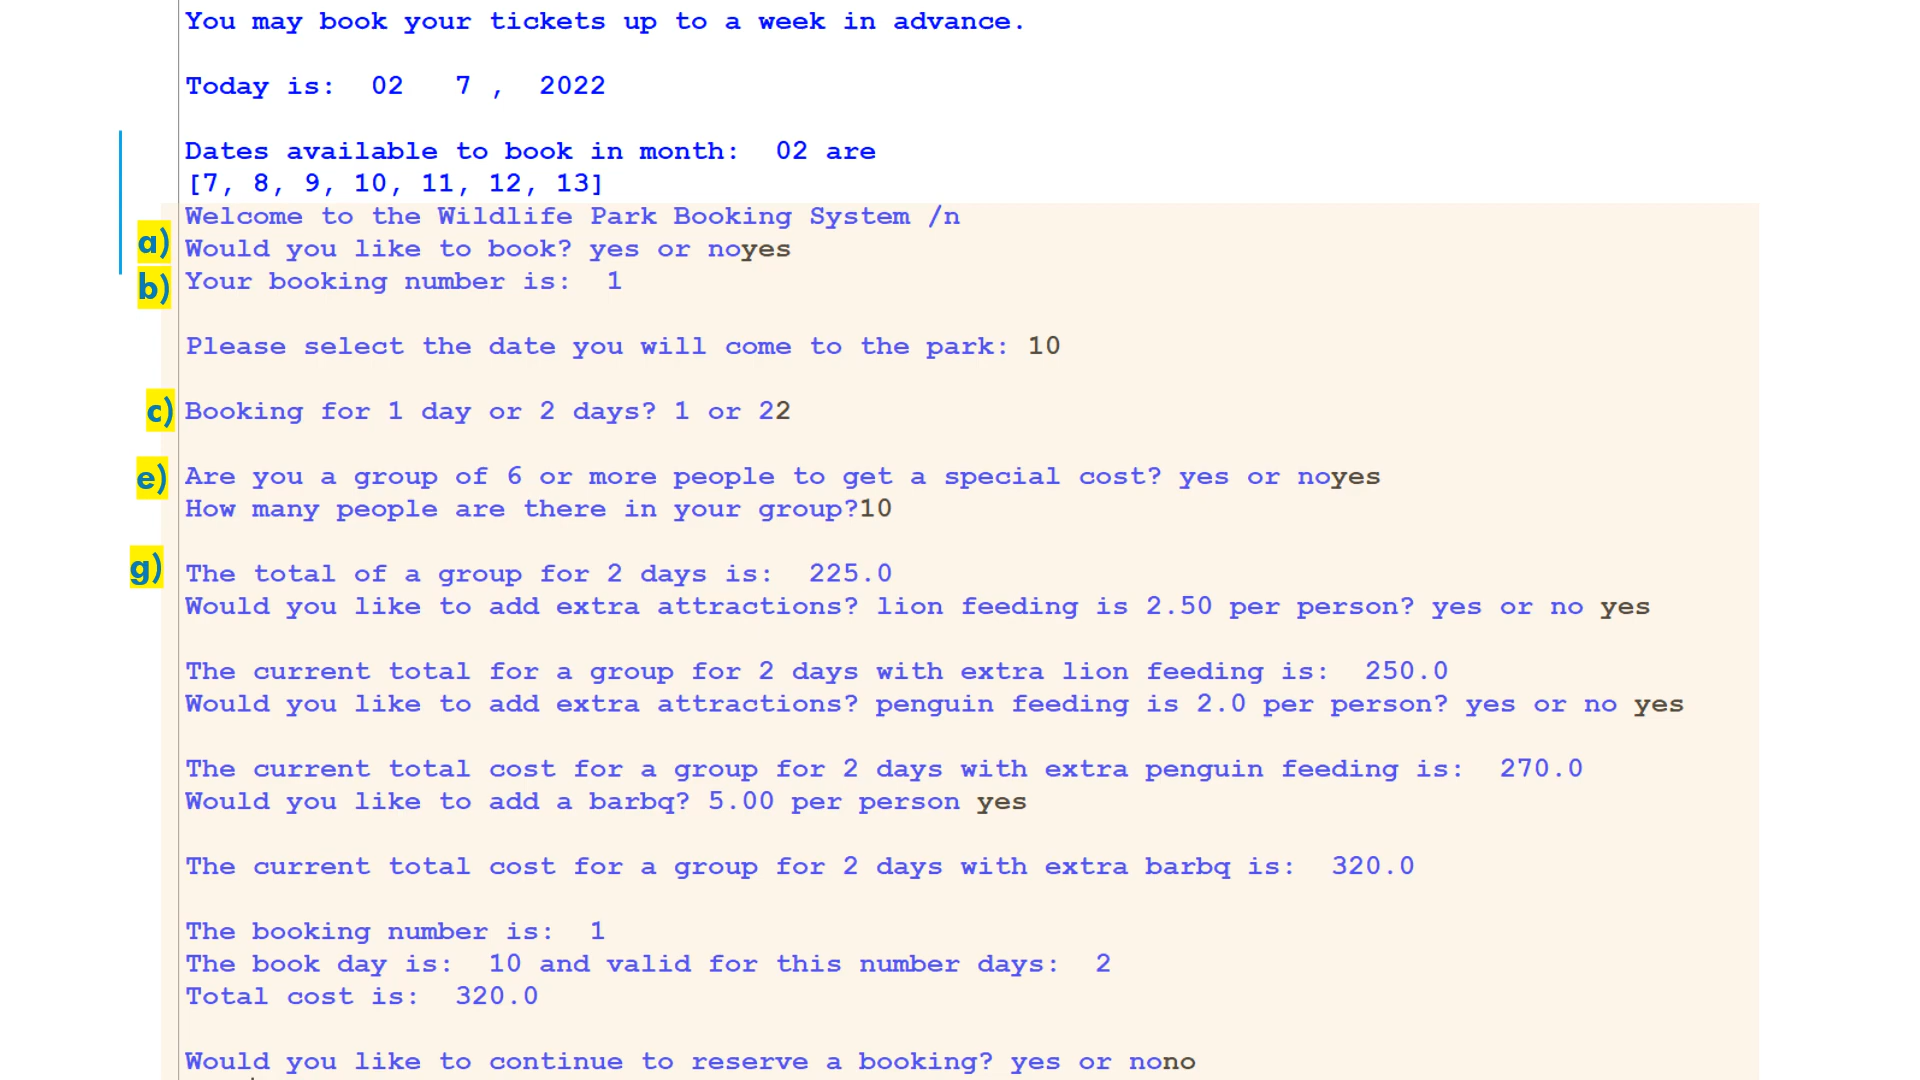 You may book your tickets up to a week in advance.
Today is:  02   7 ,  2022
Dates available to book in month:  02 are
[7, 8, 9, 10, 11, 12, 13]
Welcome to the Wildlife Park Booking System /n
a) Would you like to book? yes or noyes
b) Your booking number is:  1
Please select the date you will come to the park: 10
c) Booking for 1 day or 2 days? 1 or 22
e) Are you a group of 6 or more people to get a special cost? yes or noyes
How many people are there in your group?10
g) The total of a group for 2 days is:  225.0
Would you like to add extra attractions? lion feeding is 2.50 per person? yes or no yes
The current total for a group for 2 days with extra lion feeding is:  250.0
Would you like to add extra attractions? penguin feeding is 2.0 per person? yes or no yes
The current total cost for a group for 2 days with extra penguin feeding is:  270.0
Would you like to add a barbq? 5.00 per person yes
The current total cost for a group for 2 days with extra barbq is:  320.0
The booking number is:  1
The book day is:  10 and valid for this number days:  2
Total cost is:  320.0
Would you like to continue to reserve a booking? yes or nono